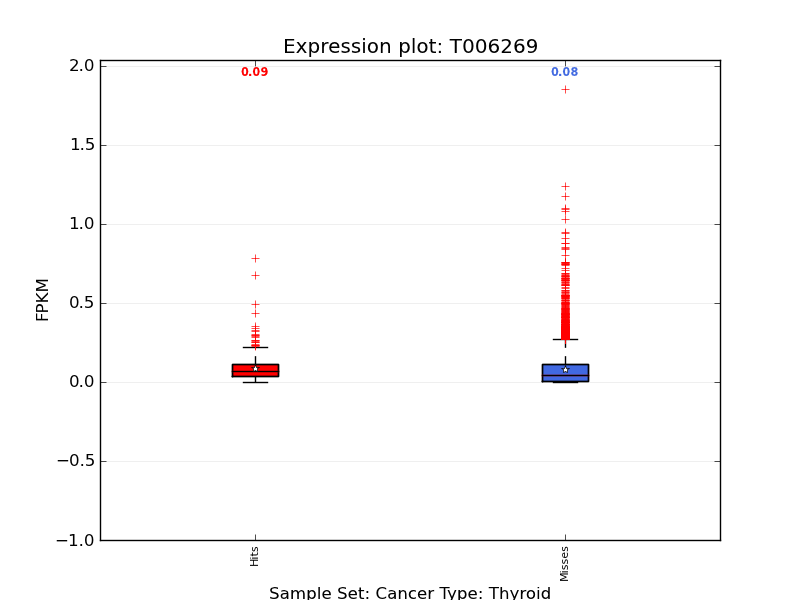 Expression plot: T006269
0.09 0.08
2.0
1.5
1.0
0.5
0.0
−0.5
−1.0
FPKM
Hits Misses
Sample Set: Cancer Type: Thyroid